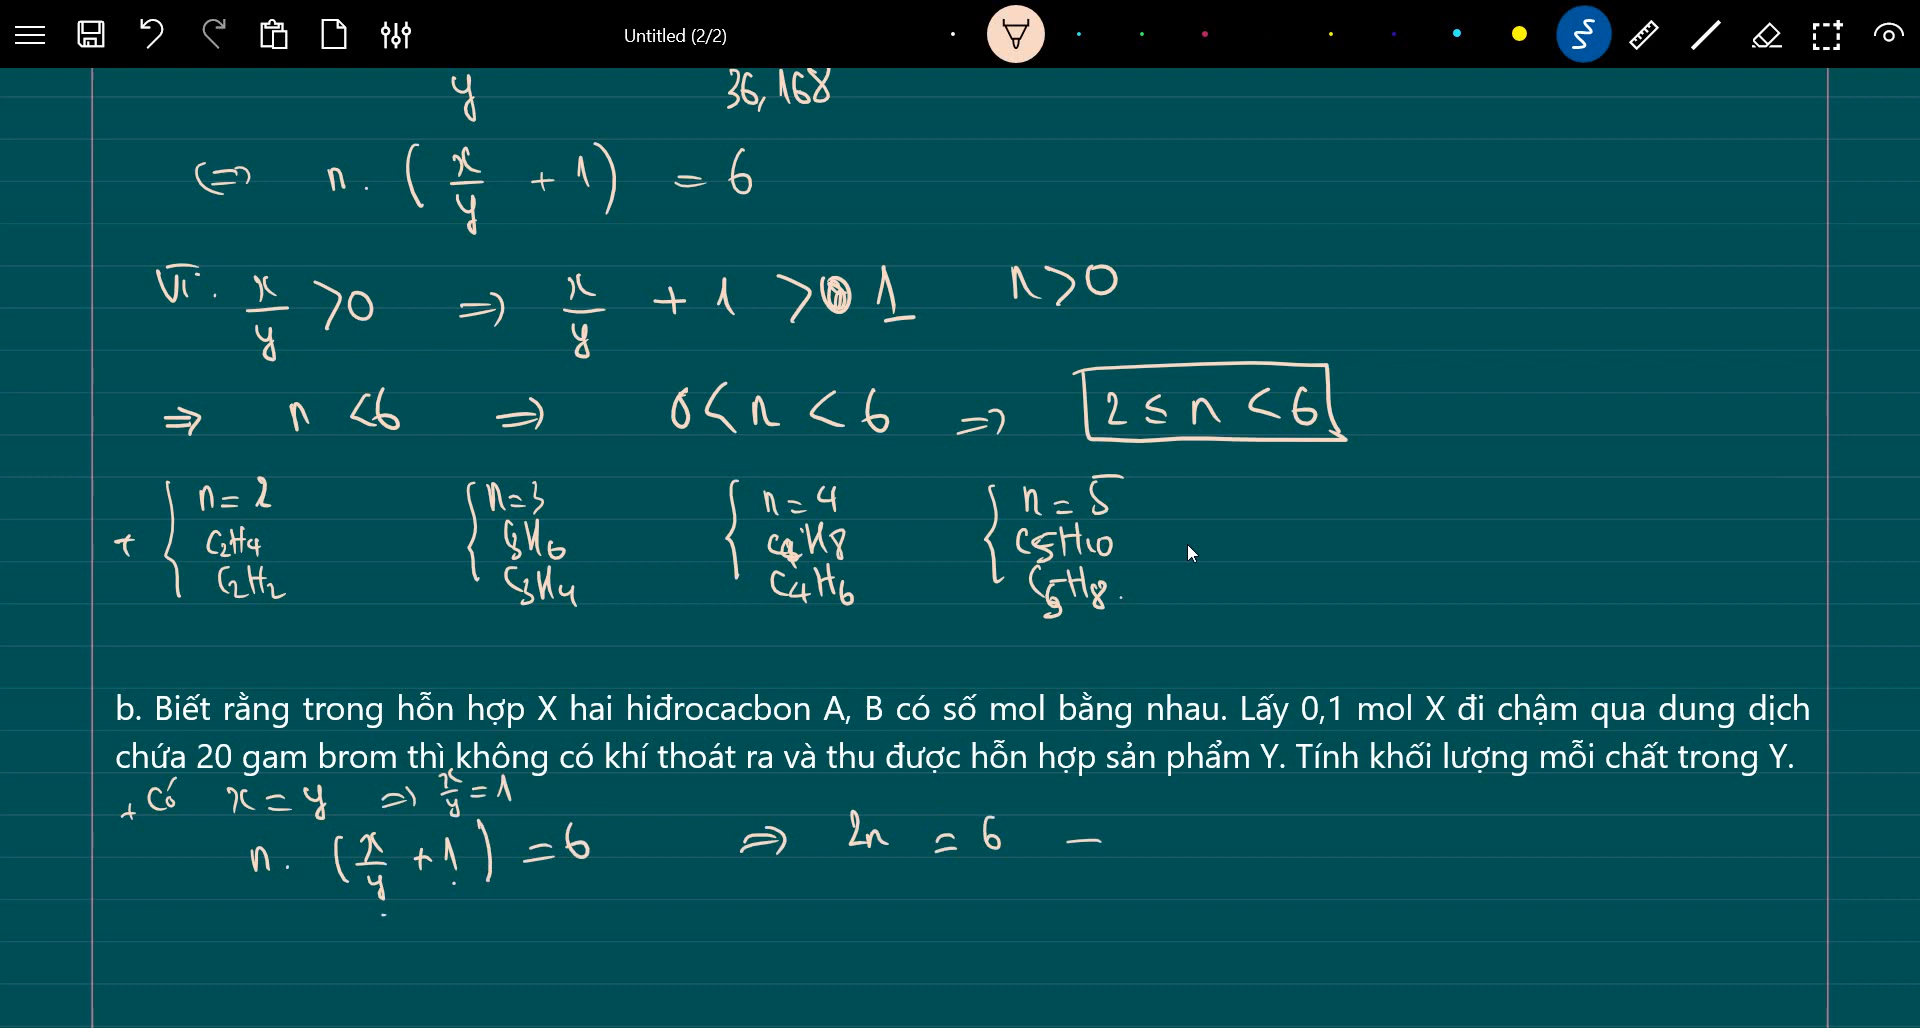 Untitled (2/2)
y 36,168
<=> n. (x/y + 1) = 6
Vì. x/y > 0 => x/y + 1 > 1 n > 0
=> n < 6 => 0 < n < 6 => 2 ≤ n < 6
+ { n = 2 { n = 3 { n = 4 { n = 5
C2H4 C3H6 C4H8 C5H10
C2H2 C3H4 C4H6 C5H8.
b. Biết rằng trong hỗn hợp X hai hiđrocacbon A, B có số mol bằng nhau. Lấy 0,1 mol X đi chậm qua dung dịch
chứa 20 gam brom thì không có khí thoát ra và thu được hỗn hợp sản phẩm Y. Tính khối lượng mỗi chất trong Y.
+ Có x = y => x/y = 1
n. (x/y + 1) = 6 => 2n = 6 —